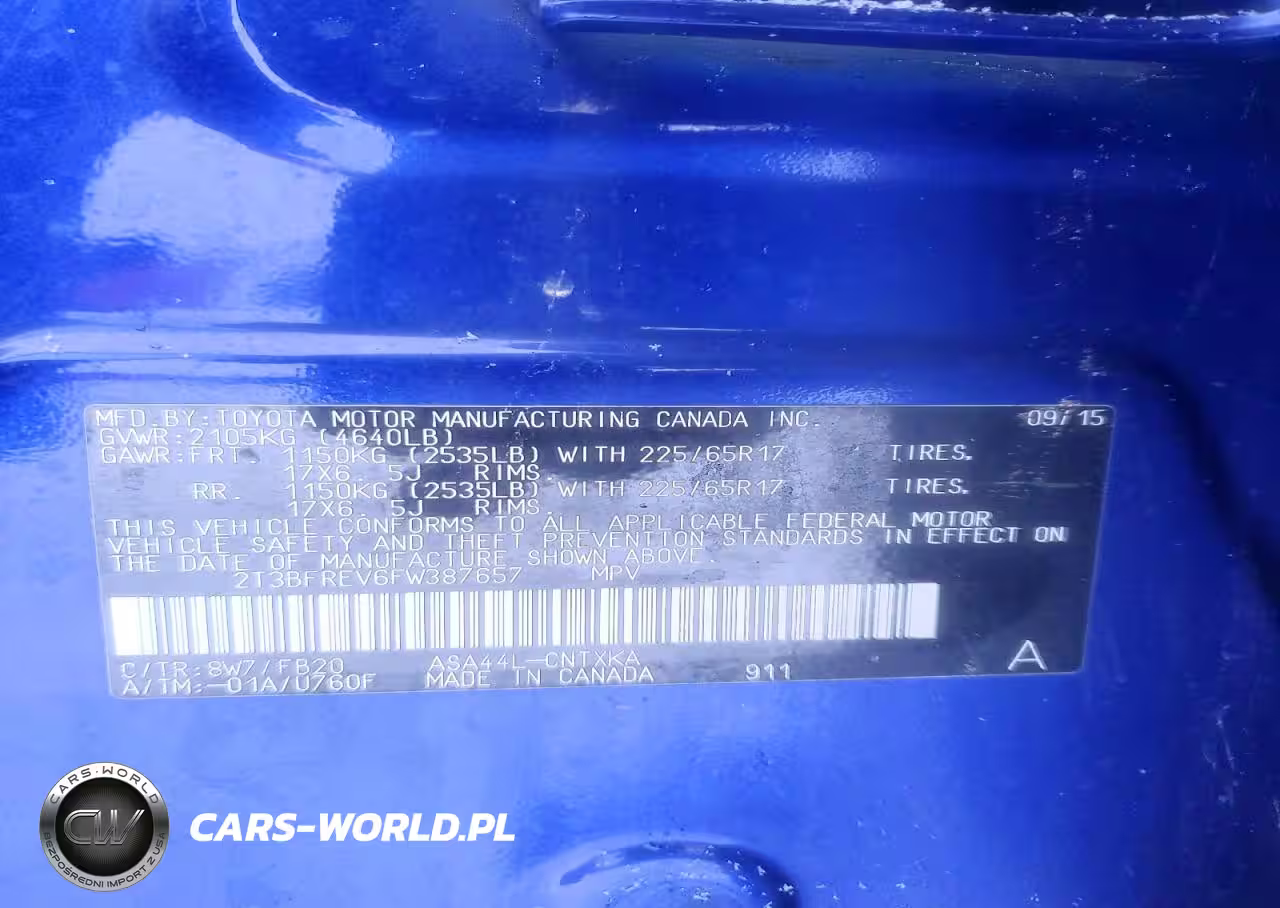 MFD.BY:TOYOTA MOTOR MANUFACTURING CANADA INC. 09/15
GVWR:2105KG (4640LB)
GAWR:FRT. 1150KG (2535LB) WITH 225/65R17 TIRES.
17X6. 5J RIMS.
RR. 1150KG (2535LB) WITH 225/65R17 TIRES.
17X6. 5J RIMS.
THIS VEHICLE CONFORMS TO ALL APPLICABLE FEDERAL MOTOR
VEHICLE SAFETY AND THEFT PREVENTION STANDARDS IN EFFECT ON
THE DATE OF MANUFACTURE SHOWN ABOVE.
2T3BFREV6FW387657 MPV
C/TR:8W7/FB20 ASA44L-CNTXKA
A/TM:-01A/U760F MADE IN CANADA 911
A
CARS-WORLD
CW
BEZPOŚREDNI IMPORT Z USA
CARS-WORLD.PL